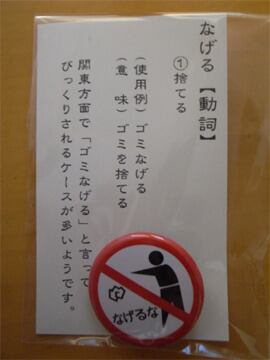 なげる【動詞】
①捨てる
(使用例)ゴミなげる
(意　味)ゴミを捨てる
関東方面で「ゴミなげる」と言って
びっくりされるケースが多いようです。
なげるな